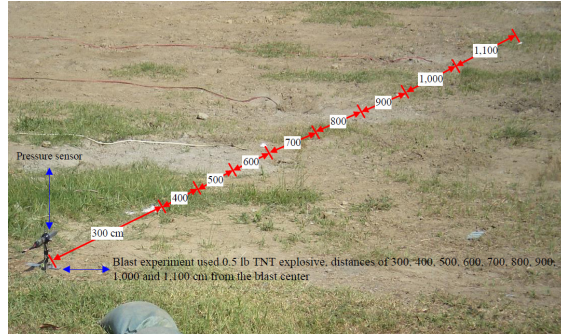 1,100
1,000
900
800
700
600
500
400
Pressure sensor
300 cm
Blast experiment used 0.5 lb TNT explosive, distances of 300, 400, 500, 600, 700, 800, 900,
1,000 and 1,100 cm from the blast center